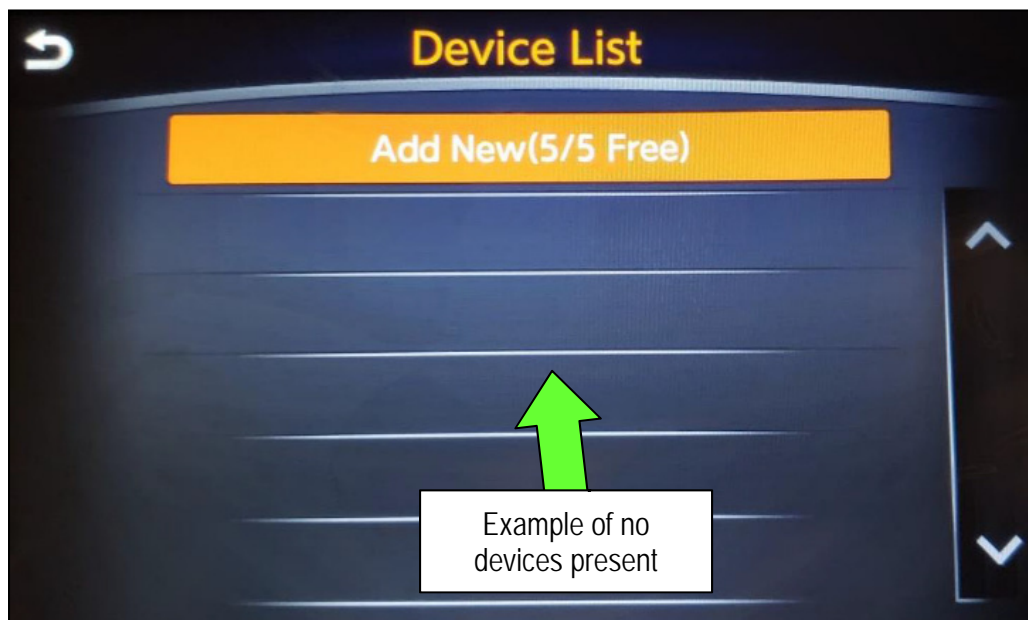 Device List
Add New(5/5 Free)
Example of no
devices present